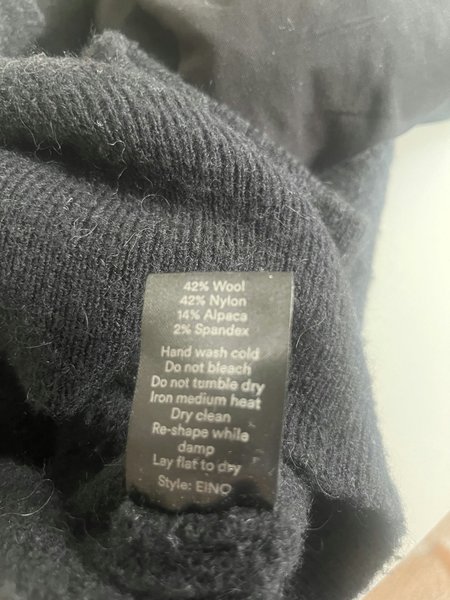 42% Wool
42% Nylon
14% Alpaca
2% Spandex
Hand wash cold
Do not bleach
Do not tumble dry
Iron medium heat
Dry clean
Re-shape while
damp
Lay flat to dry
Style: EINO